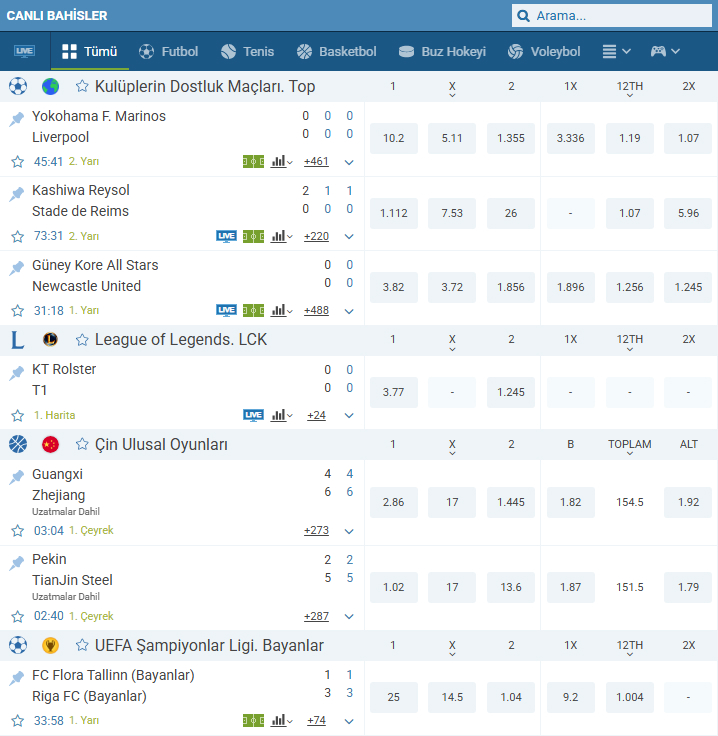 CANLI BAHİSLER
Arama...
LIVE Tümü Futbol Tenis Basketbol Buz Hokeyi Voleybol
Kulüplerin Dostluk Maçları. Top 1 X 2 1X 12TH 2X
Yokohama F. Marinos 0 0 0
Liverpool 0 0 0
10.2 5.11 1.355 3.336 1.19 1.07
45:41 2. Yarı +461
Kashiwa Reysol 2 1 1
Stade de Reims 0 0 0
1.112 7.53 26 - 1.07 5.96
73:31 2. Yarı LIVE +220
Güney Kore All Stars 0 0
Newcastle United 0 0
3.82 3.72 1.856 1.896 1.256 1.245
31:18 1. Yarı LIVE +488
L L League of Legends. LCK 1 X 2 1X 12TH 2X
KT Rolster 0 0
T1 0 0
3.77 - 1.245 - - -
1. Harita LIVE +24
Çin Ulusal Oyunları 1 X 2 B TOPLAM ALT
Guangxi 4 4
Zhejiang 6 6
2.86 17 1.445 1.82 154.5 1.92
Uzatmalar Dahil
03:04 1. Çeyrek +273
Pekin 2 2
TianJin Steel 5 5
1.02 17 13.6 1.87 151.5 1.79
Uzatmalar Dahil
02:40 1. Çeyrek +287
UEFA Şampiyonlar Ligi. Bayanlar 1 X 2 1X 12TH 2X
FC Flora Tallinn (Bayanlar) 1 1
Riga FC (Bayanlar) 3 3
25 14.5 1.04 9.2 1.004 -
33:58 1. Yarı +74